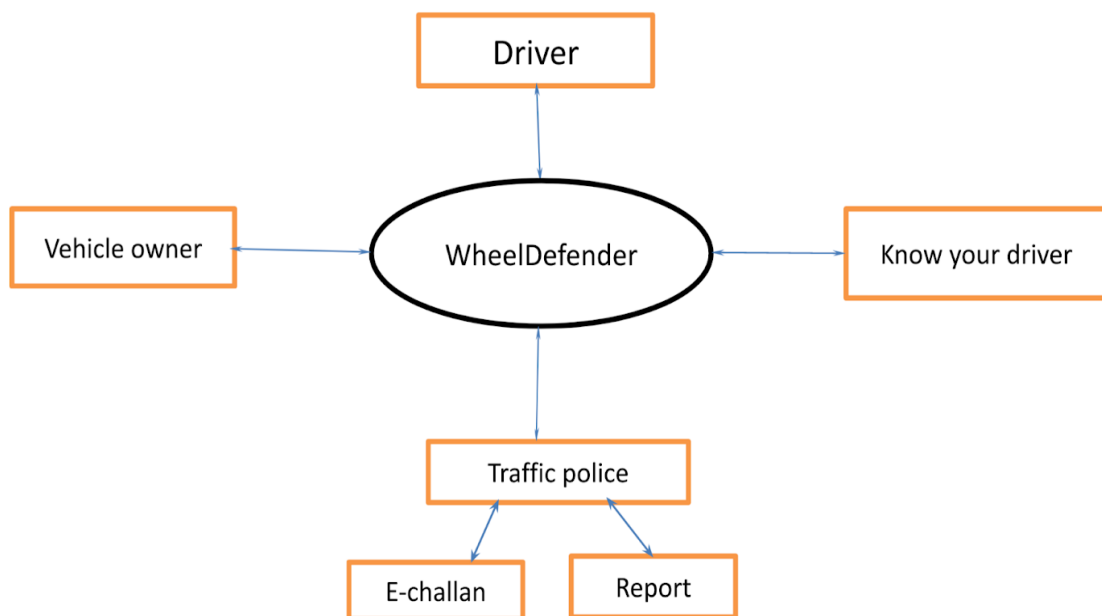 Driver
Vehicle owner
WheelDefender
Know your driver
Traffic police
E-challan
Report